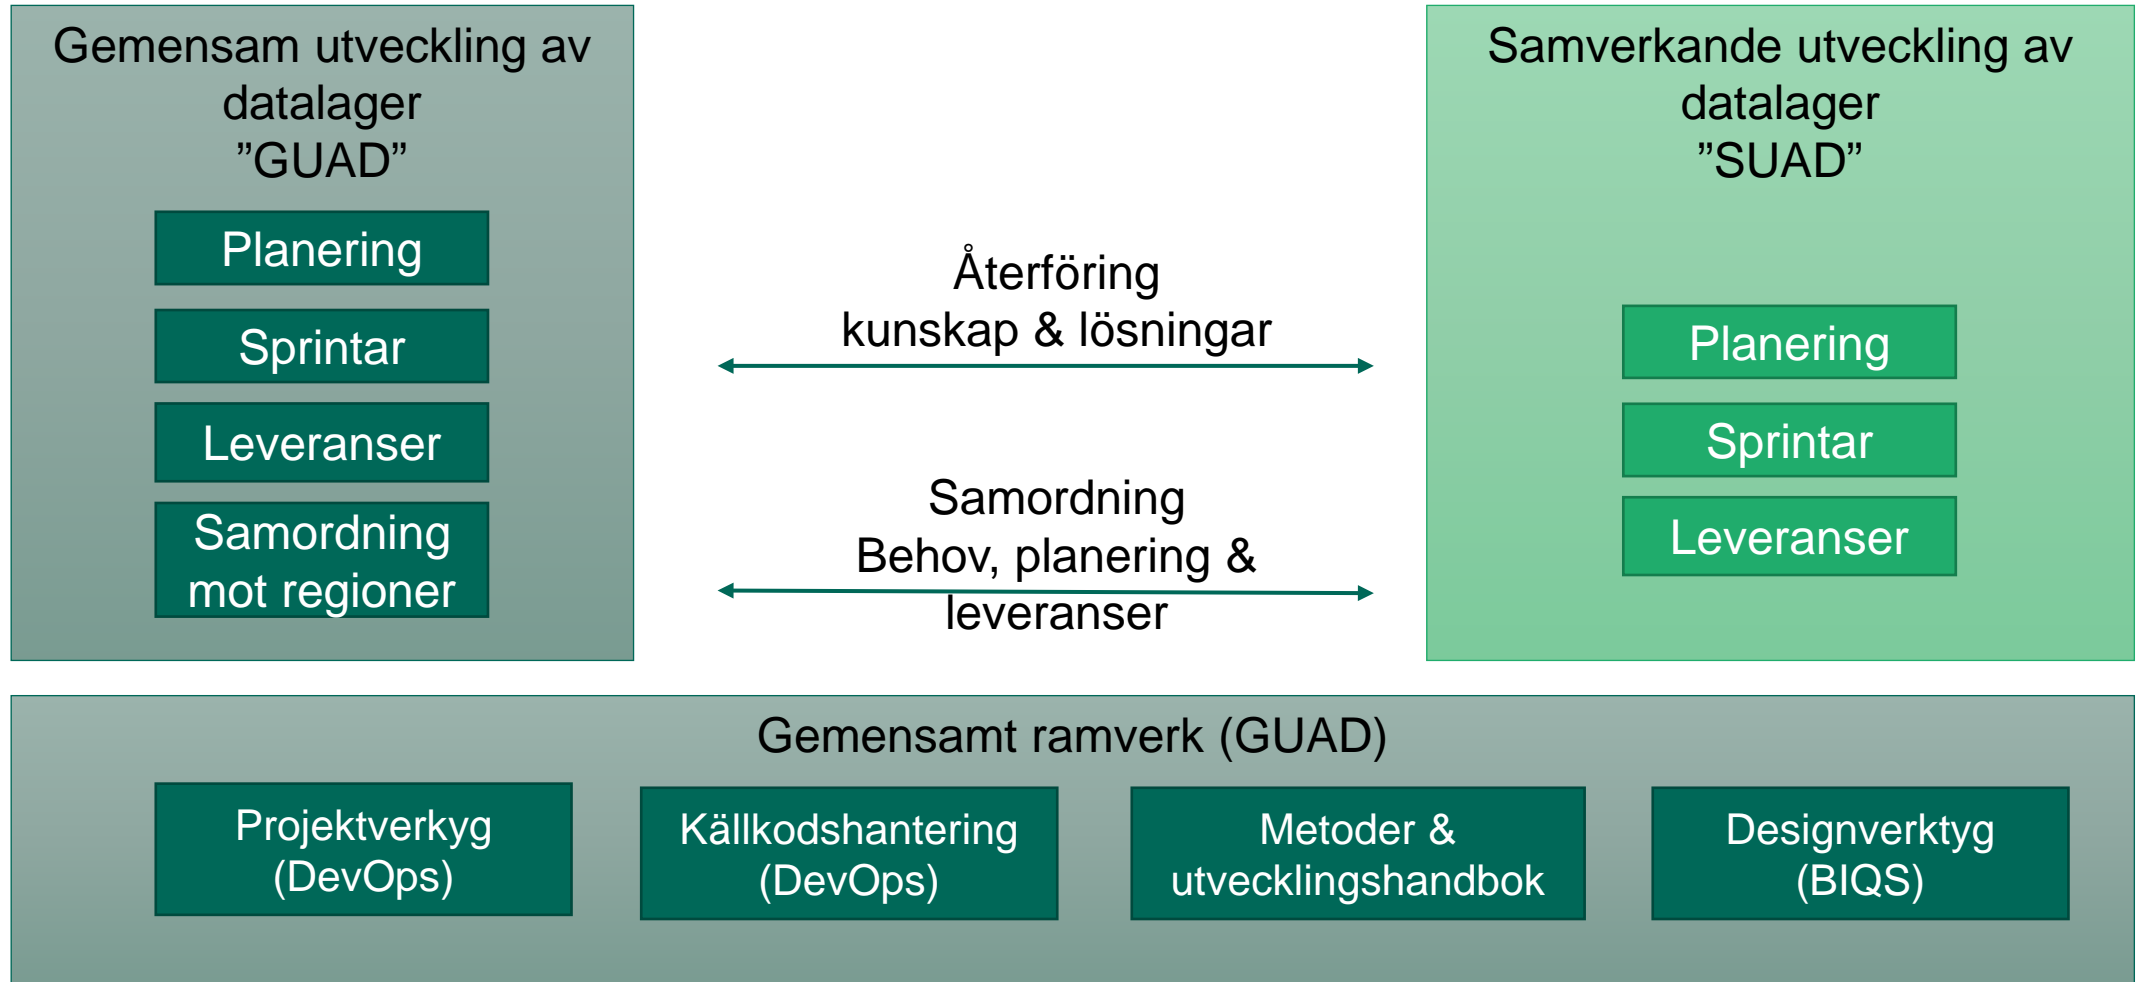 Gemensam utveckling av
datalager
”GUAD”
Planering
Sprintar
Leveranser
Samordning
mot regioner
Återföring
kunskap & lösningar
Samordning
Behov, planering &
leveranser
Samverkande utveckling av
datalager
”SUAD”
Planering
Sprintar
Leveranser
Gemensamt ramverk (GUAD)
Projektverkyg
(DevOps)
Källkodshantering
(DevOps)
Metoder &
utvecklingshandbok
Designverktyg
(BIQS)